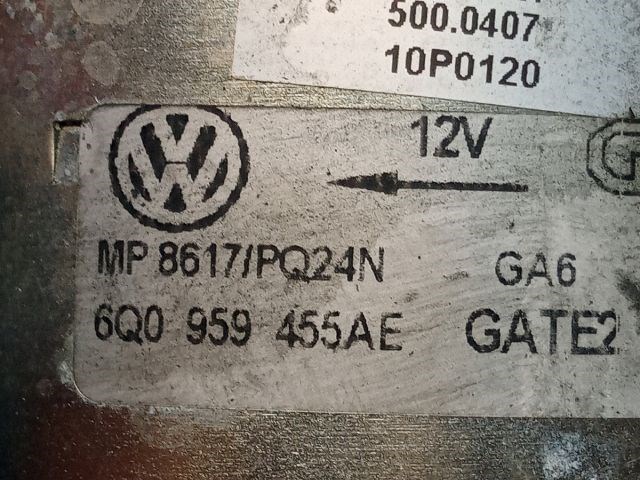 500.0407
10P0120
12V
MP 8617/PQ24N GA6
6Q0 959 455AE GATE2